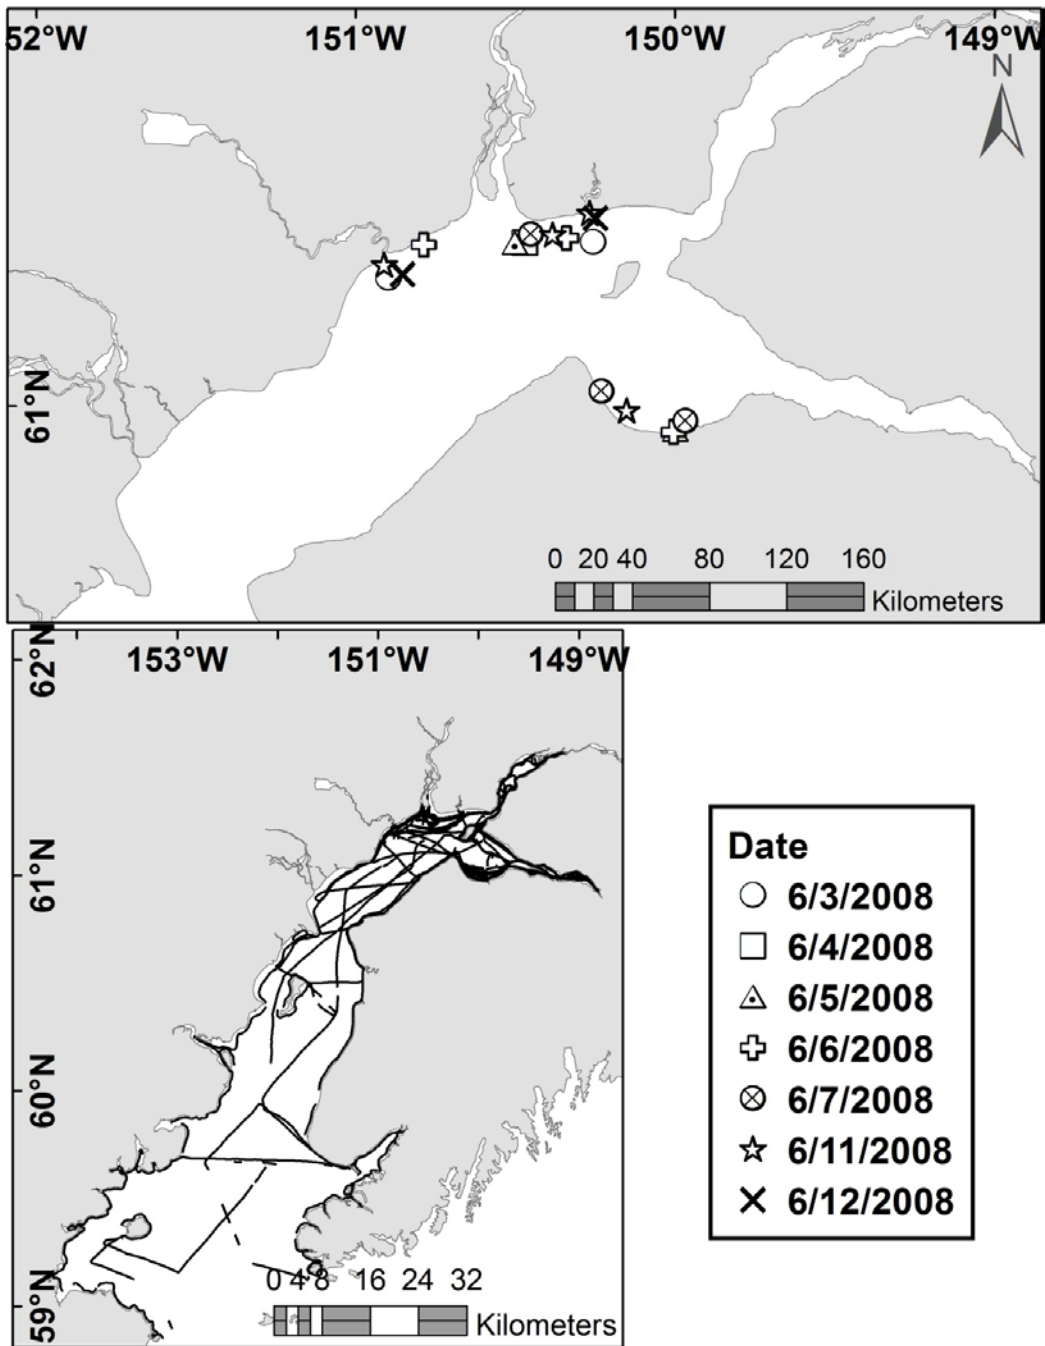 52°W 151°W 150°W 149°W
N
61°N
0 20 40 80 120 160
Kilometers
62°N
153°W 151°W 149°W
61°N
60°N
59°N
0 4 8 16 24 32
Kilometers
Date
6/3/2008
6/4/2008
6/5/2008
6/6/2008
6/7/2008
6/11/2008
6/12/2008